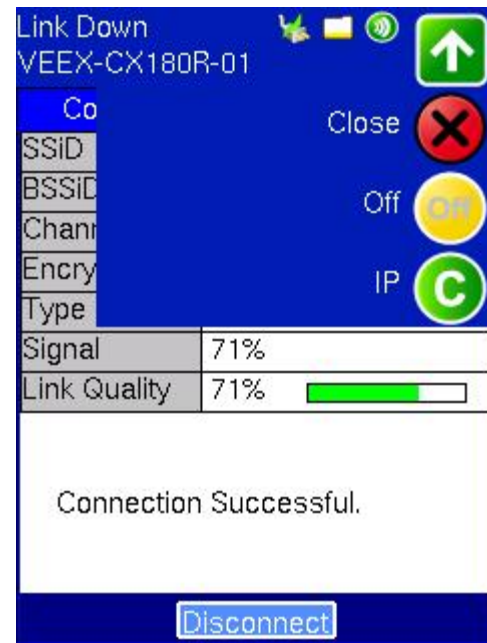 Link Down
VEEX-CX180R-01
Co
Close
SSiD
BSSiD
Off
Off
Chann
Encry
IP
C
Type
Signal 71%
Link Quality 71%
Connection Successful.
Disconnect